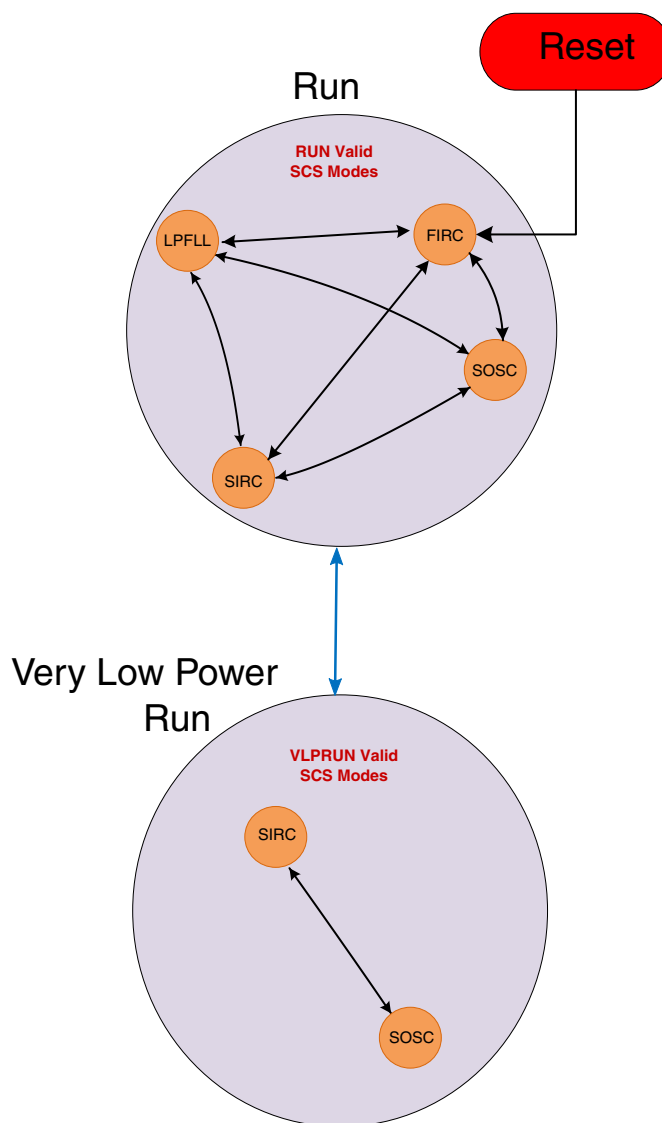 Reset
Run
RUN Valid
SCS Modes
LPFLL
FIRC
SOSC
SIRC
Very Low Power
Run
VLPRUN Valid
SCS Modes
SIRC
SOSC